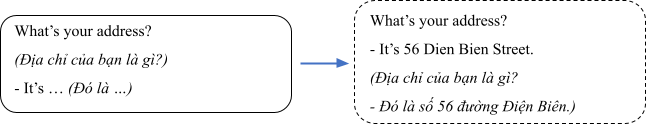 What's your address?
(Địa chỉ của bạn là gì?)
- It's … (Đó là …)
What's your address?
- It's 56 Dien Bien Street.
(Địa chỉ của bạn là gì?
- Đó là số 56 đường Điện Biên.)